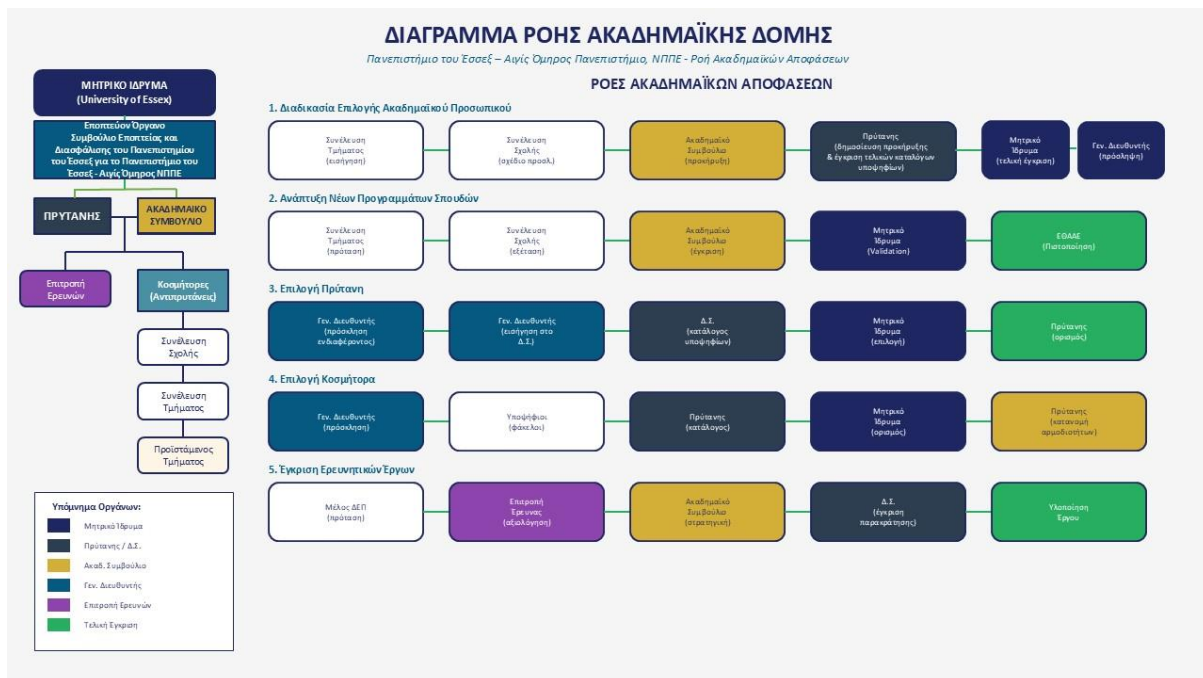 ΔΙΑΓΡΑΜΜΑ ΡΟΗΣ ΑΚΑΔΗΜΑΪΚΗΣ ΔΟΜΗΣ
Πανεπιστήμιο του Έσσεξ – Αιγίς Όμηρος Πανεπιστήμιο, ΝΠΠΕ - Ροή Ακαδημαϊκών Αποφάσεων
ΜΗΤΡΙΚΟ ΙΔΡΥΜΑ
(University of Essex)
Εποπτεύον Όργανο
Συμβούλιο Εποπτείας και
Διασφάλισης του Πανεπιστημίου
του Έσσεξ για το Πανεπιστήμιο του
Έσσεξ - Αιγίς Όμηρος ΝΠΠΕ
ΠΡΥΤΑΝΗΣ
ΑΚΑΔΗΜΑΙΚΟ
ΣΥΜΒΟΥΛΙΟ
Επιτροπή
Ερευνών
Κοσμήτορες
(Αντιπρυτάνεις)
Συνέλευση
Σχολής
Συνέλευση
Τμήματος
Προϊστάμενος
Τμήματος
Υπόμνημα Οργάνων:
Μητρικό Ίδρυμα
Πρύτανης / Δ.Σ.
Ακαδ. Συμβούλιο
Γεν. Διευθυντής
Επιτροπή Ερευνών
Τελική Εγκριση
ΡΟΕΣ ΑΚΑΔΗΜΑΪΚΩΝ ΑΠΟΦΑΣΕΩΝ
1. Διαδικασία Επιλογής Ακαδημαϊκού Προσωπικού
Συνέλευση
Τμήματος
(εισήγηση)
Συνέλευση
Σχολής
(σχέδιο προσλ.)
Ακαδημαϊκό
Συμβούλιο
(προκήρυξη)
Πρύτανης
(δημοσίευση προκήρυξης
& έγκριση τελικών καταλόγων
υποψηφίων)
Μητρικό
Ίδρυμα
(τελική έγκριση)
Γεν. Διευθυντής
(πρόσληψη)
2. Ανάπτυξη Νέων Προγραμμάτων Σπουδών
Συνέλευση
Τμήματος
(πρόταση)
Συνέλευση
Σχολής
(εξέταση)
Ακαδημαϊκό
Συμβούλιο
(έγκριση)
Μητρικό
Ίδρυμα
(Validation)
ΕΘΑΑΕ
(Πιστοποίηση)
3. Επιλογή Πρύτανη
Γεν. Διευθυντής
(πρόσκληση
ενδιαφέροντος)
Γεν. Διευθυντής
(εισήγηση στο
Δ.Σ.)
Δ.Σ.
(κατάλογος
υποψηφίων)
Μητρικό
Ίδρυμα
(επιλογή)
Πρύτανης
(ορισμός)
4. Επιλογή Κοσμήτορα
Γεν. Διευθυντής
(πρόσκληση)
Υποψήφιοι
(φάκελοι)
Πρύτανης
(κατάλογος)
Μητρικό
Ίδρυμα
(ορισμός)
Πρύτανης
(κατανομή
αρμοδιοτήτων)
5. Έγκριση Ερευνητικών Έργων
Μέλος ΔΕΠ
(πρόταση)
Επιτροπή
Έρευνας
(αξιολόγηση)
Ακαδημαϊκό
Συμβούλιο
(στρατηγική)
Δ.Σ.
(έγκριση
παρακράτησης)
Υλοποίηση
Έργου